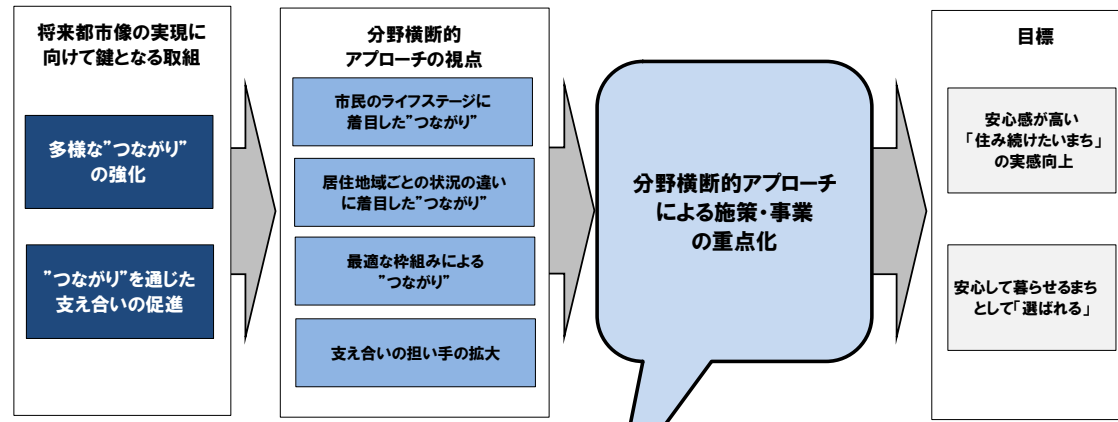 将来都市像の実現に
向けて鍵となる取組
多様な”つながり”
の強化
”つながり”を通じた
支え合いの促進
分野横断的
アプローチの視点
市民のライフステージに
着目した”つながり”
居住地域ごとの状況の違い
に着目した”つながり”
最適な枠組みによる
”つながり”
支え合いの担い手の拡大
分野横断的アプローチ
による施策・事業
の重点化
目標
安心感が高い
「住み続けたいまち」
の実感向上
安心して暮らせるまち
として「選ばれる」